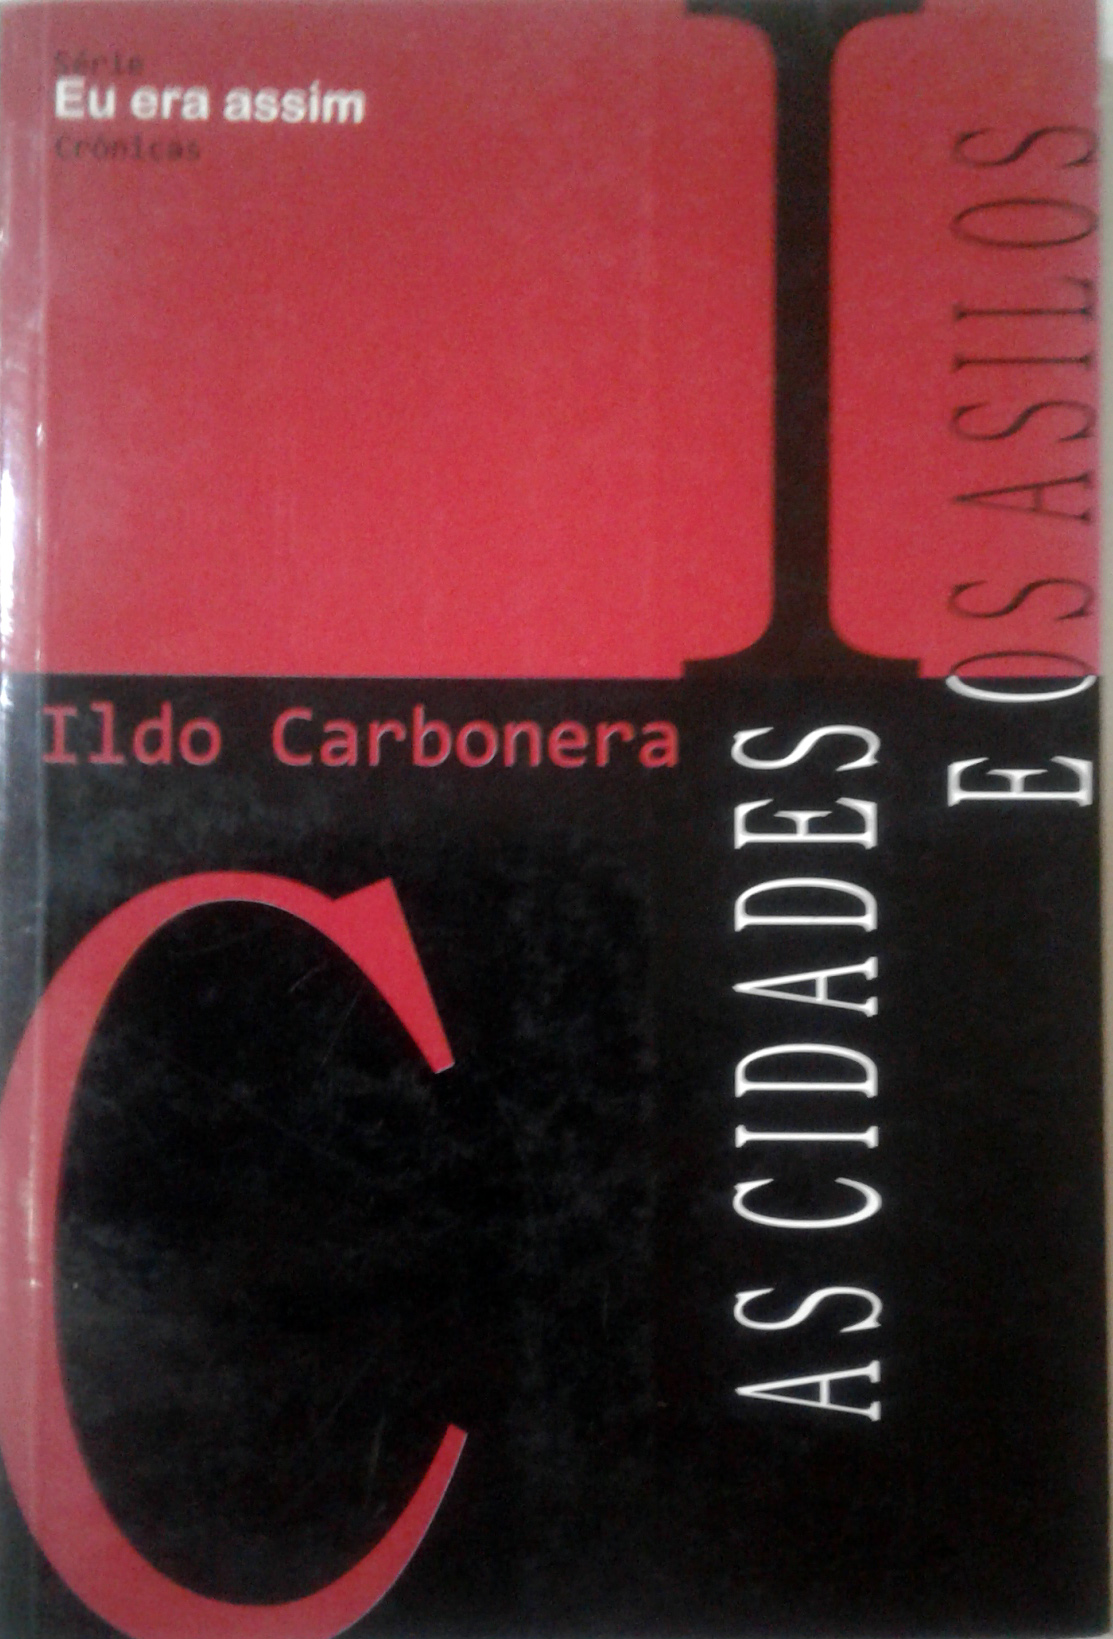 Série
Eu era assim
Crônicas
I
Ildo Carbonera
C
AS CIDADES
E OS ASILOS